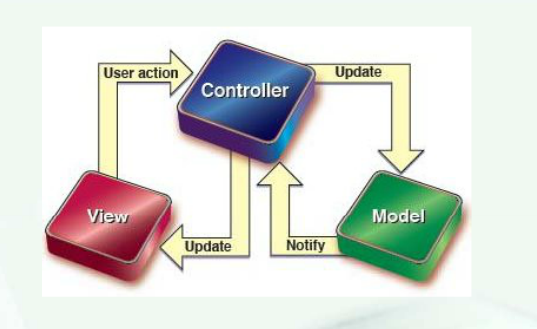 User action
Controller
Update
View
Update
Notify
Model